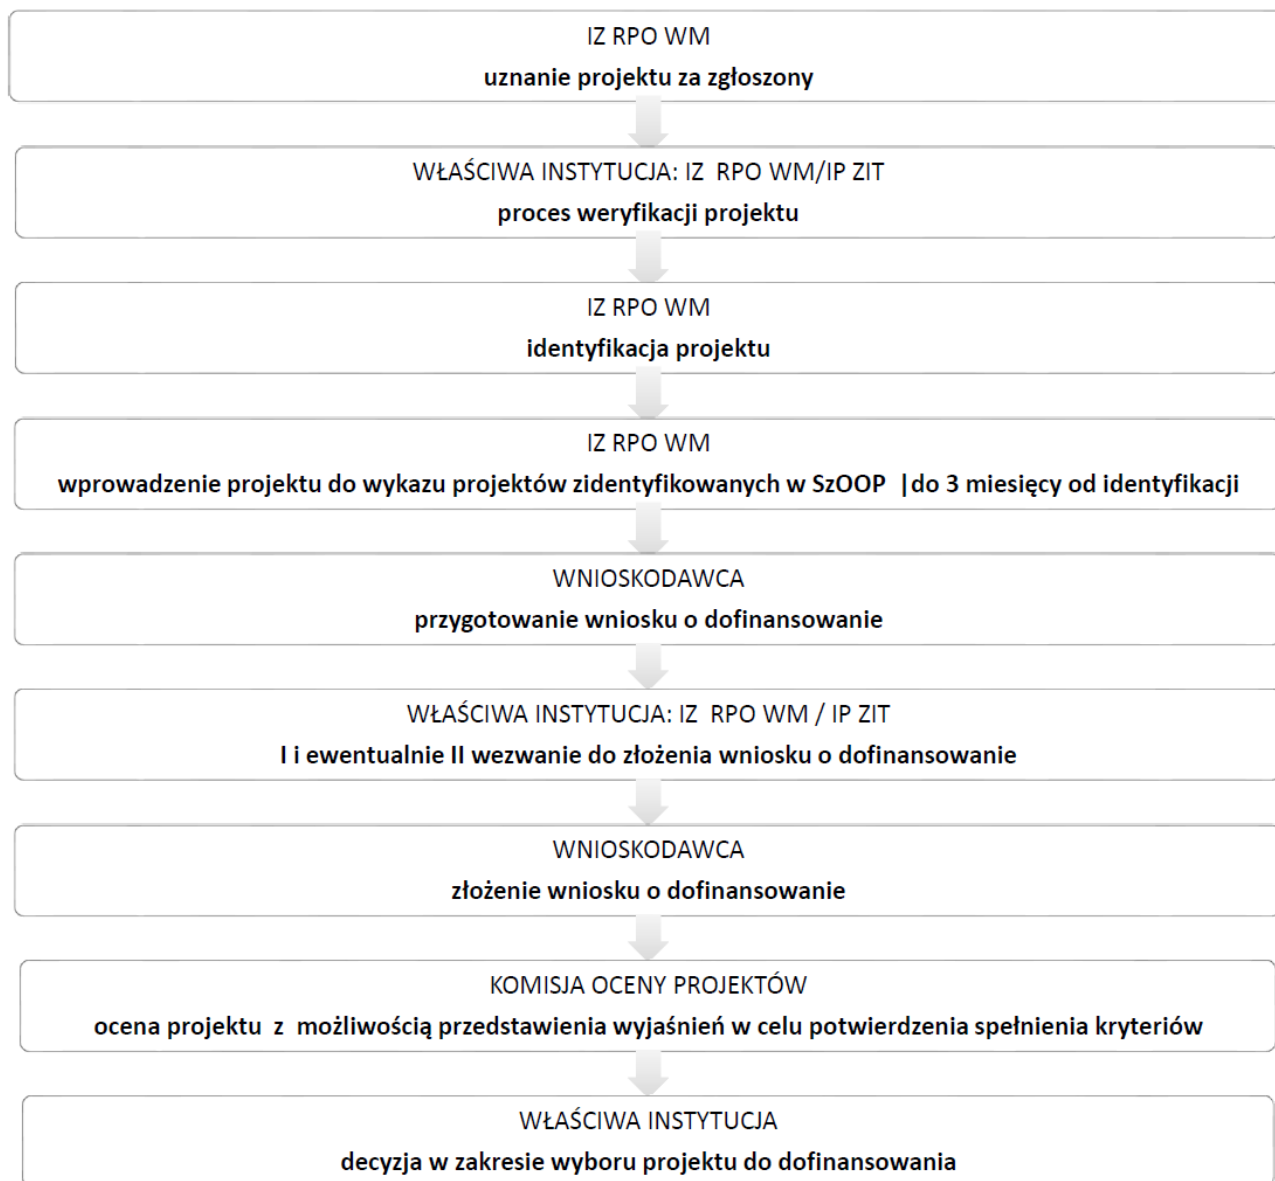 IZ RPO WM
uznanie projektu za zgłoszony
WŁAŚCIWA INSTYTUCJA: IZ RPO WM/IP ZIT
proces weryfikacji projektu
IZ RPO WM
identyfikacja projektu
IZ RPO WM
wprowadzenie projektu do wykazu projektów zidentyfikowanych w SzOOP |do 3 miesięcy od identyfikacji
WNIOSKODAWCA
przygotowanie wniosku o dofinansowanie
WŁAŚCIWA INSTYTUCJA: IZ RPO WM / IP ZIT
I i ewentualnie II wezwanie do złożenia wniosku o dofinansowanie
WNIOSKODAWCA
złożenie wniosku o dofinansowanie
KOMISJA OCENY PROJEKTÓW
ocena projektu z możliwością przedstawienia wyjaśnień w celu potwierdzenia spełnienia kryteriów
WŁAŚCIWA INSTYTUCJA
decyzja w zakresie wyboru projektu do dofinansowania